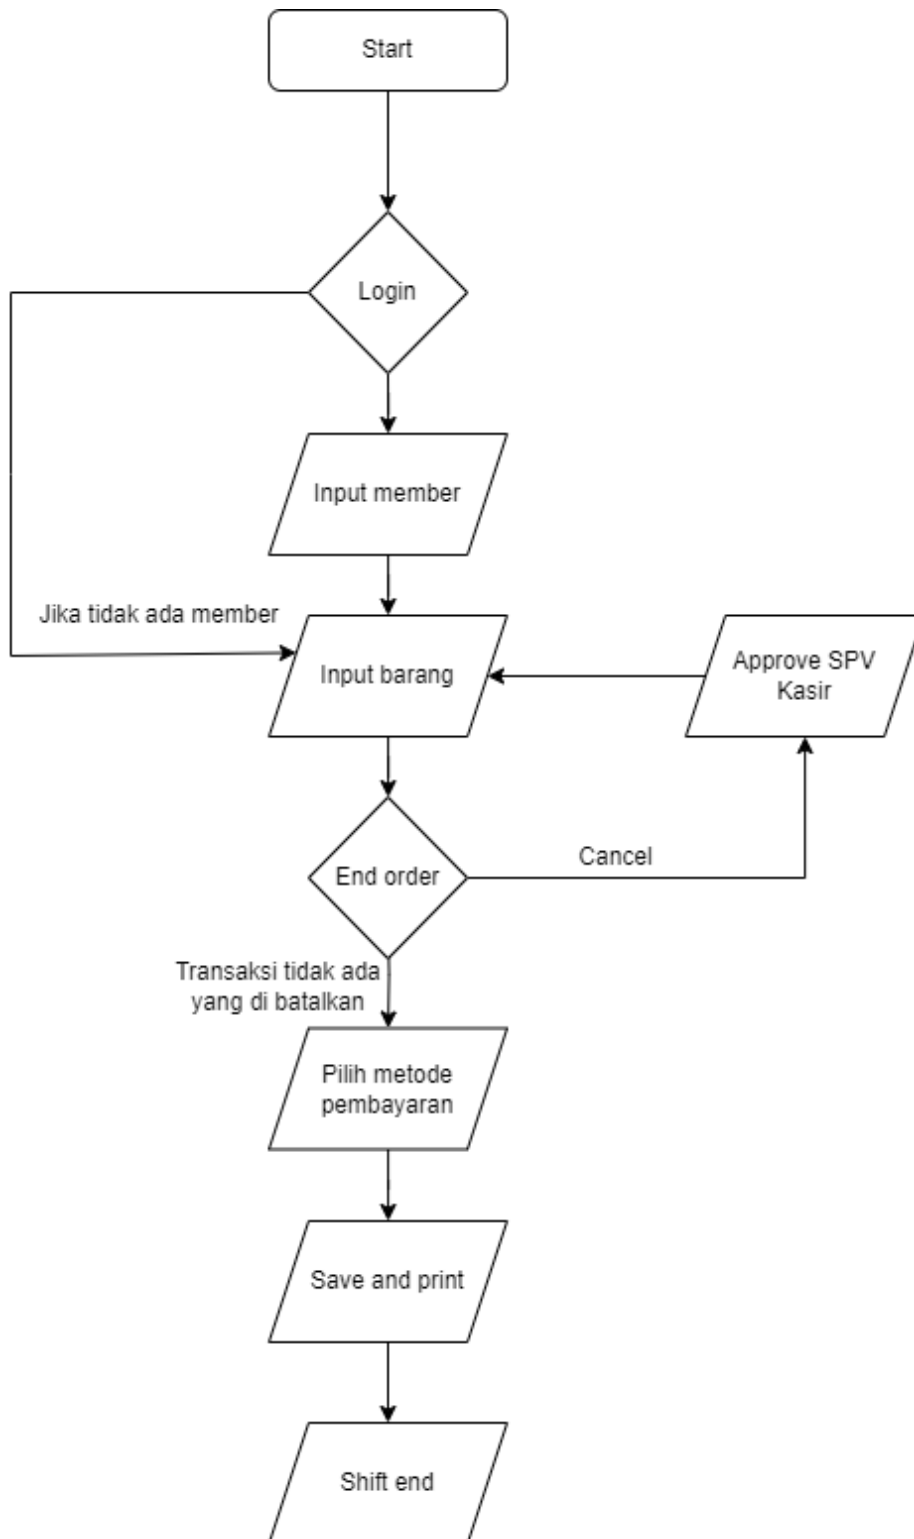 Start
Login
Input member
Jika tidak ada member
Input barang
Approve SPV
Kasir
End order
Cancel
Transaksi tidak ada
yang di batalkan
Pilih metode
pembayaran
Save and print
Shift end